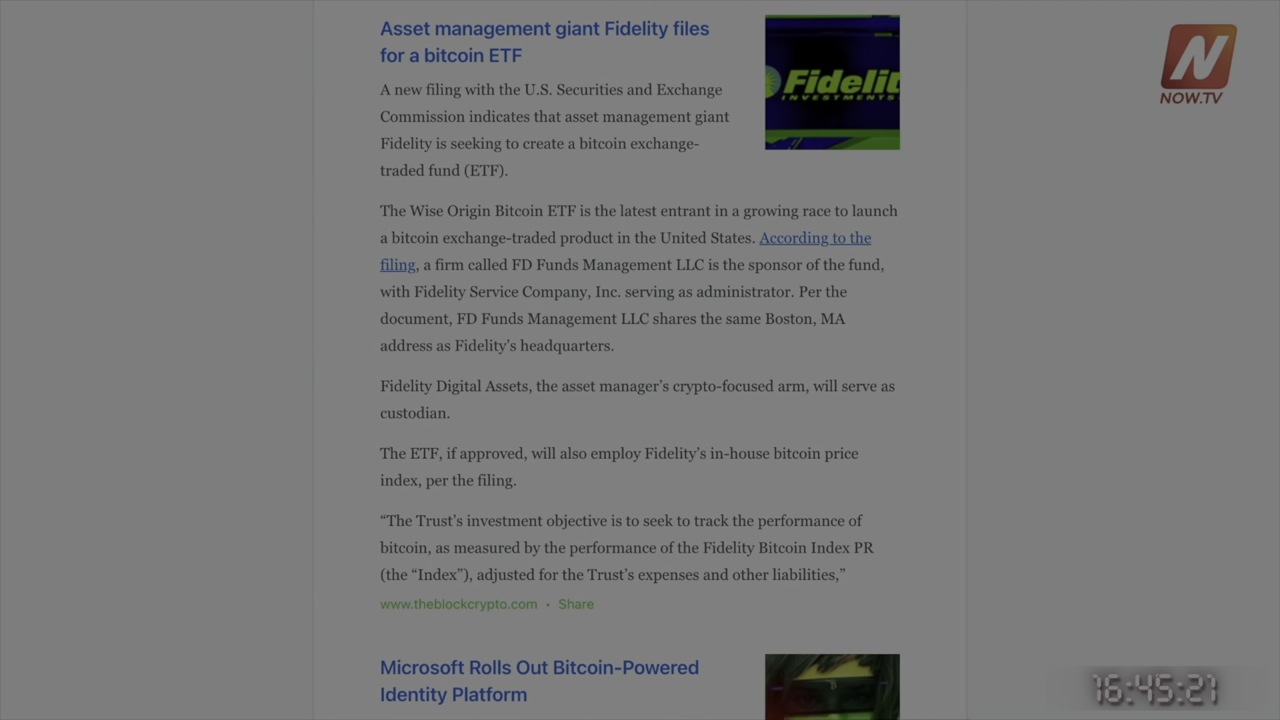 Asset management giant Fidelity files
for a bitcoin ETF
A new filing with the U.S. Securities and Exchange
Commission indicates that asset management giant
Fidelity is seeking to create a bitcoin exchange-
traded fund (ETF).
Fidelit
INVESTMENTS
N
NOW.TV
The Wise Origin Bitcoin ETF is the latest entrant in a growing race to launch
a bitcoin exchange-traded product in the United States. According to the
filing, a firm called FD Funds Management LLC is the sponsor of the fund,
with Fidelity Service Company, Inc. serving as administrator. Per the
document, FD Funds Management LLC shares the same Boston, MA
address as Fidelity’s headquarters.
Fidelity Digital Assets, the asset manager’s crypto-focused arm, will serve as
custodian.
The ETF, if approved, will also employ Fidelity’s in-house bitcoin price
index, per the filing.
“The Trust’s investment objective is to seek to track the performance of
bitcoin, as measured by the performance of the Fidelity Bitcoin Index PR
(the “Index”), adjusted for the Trust’s expenses and other liabilities,”
www.theblockcrypto.com · Share
Microsoft Rolls Out Bitcoin-Powered
Identity Platform
16:45:21